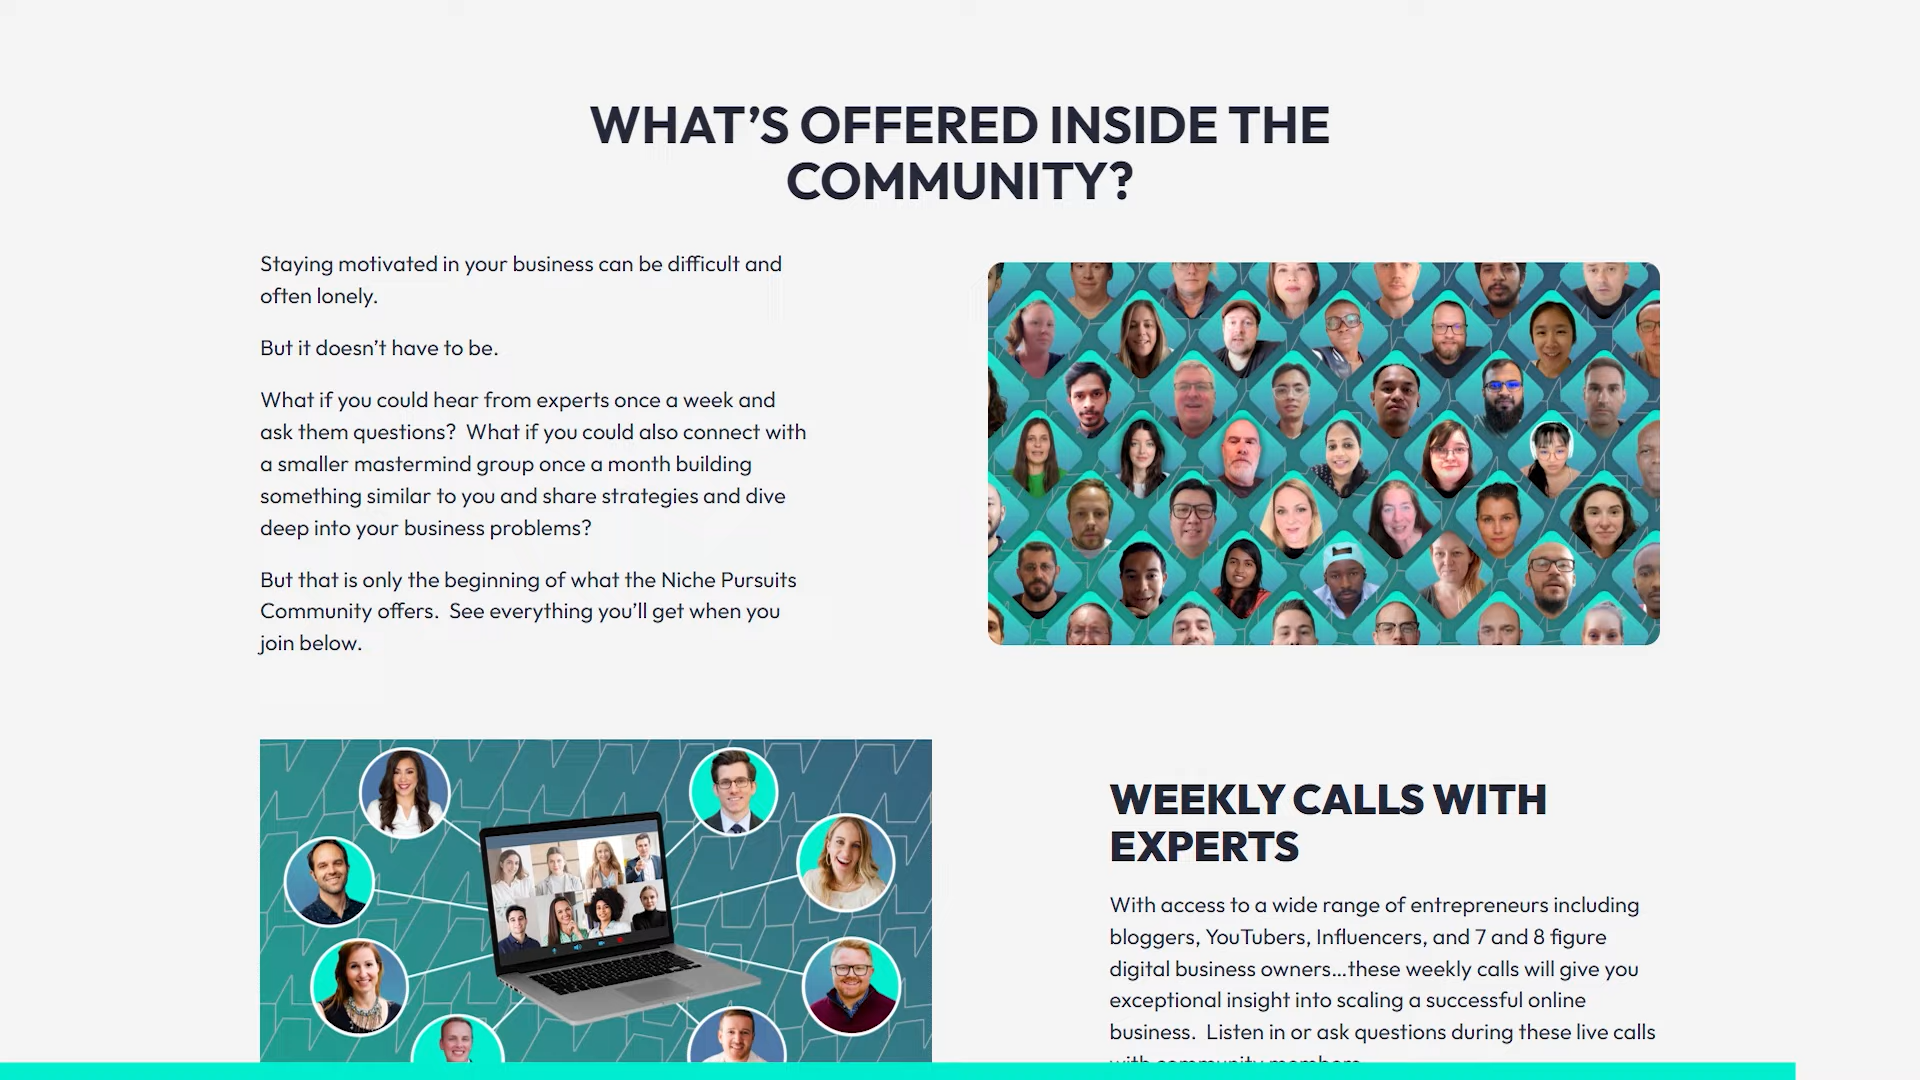 WHAT’S OFFERED INSIDE THE
COMMUNITY?
Staying motivated in your business can be difficult and
often lonely.
But it doesn’t have to be.
What if you could hear from experts once a week and
ask them questions?  What if you could also connect with
a smaller mastermind group once a month building
something similar to you and share strategies and dive
deep into your business problems?
But that is only the beginning of what the Niche Pursuits
Community offers.  See everything you’ll get when you
join below.
WEEKLY CALLS WITH
EXPERTS
With access to a wide range of entrepreneurs including
bloggers, YouTubers, Influencers, and 7 and 8 figure
digital business owners...these weekly calls will give you
exceptional insight into scaling a successful online
business.  Listen in or ask questions during these live calls
with community members.